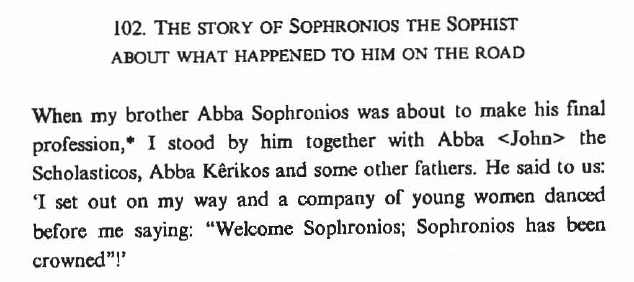 102. THE STORY OF SOPHRONIOS THE SOPHIST
ABOUT WHAT HAPPENED TO HIM ON THE ROAD
When my brother Abba Sophronios was about to make his final
profession,* I stood by him together with Abba <John> the
Scholasticos, Abba Kêrikos and some other fathers. He said to us:
‘I set out on my way and a company of young women danced
before me saying: “Welcome Sophronios; Sophronios has been
crowned”!’